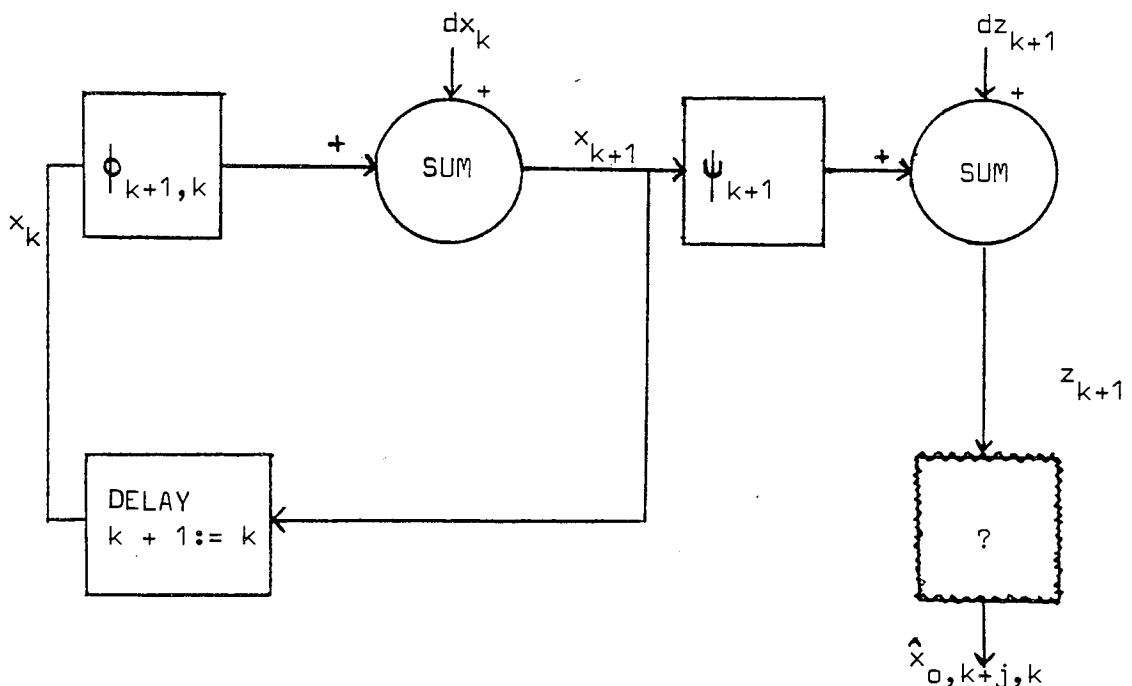 dx_k
dz_{k+1}
+
+
ϕ_{k+1,k}
+
SUM
x_{k+1}
ψ_{k+1}
+
SUM
x_k
z_{k+1}
DELAY
k + 1:= k
?
x̂_{o,k+j,k}